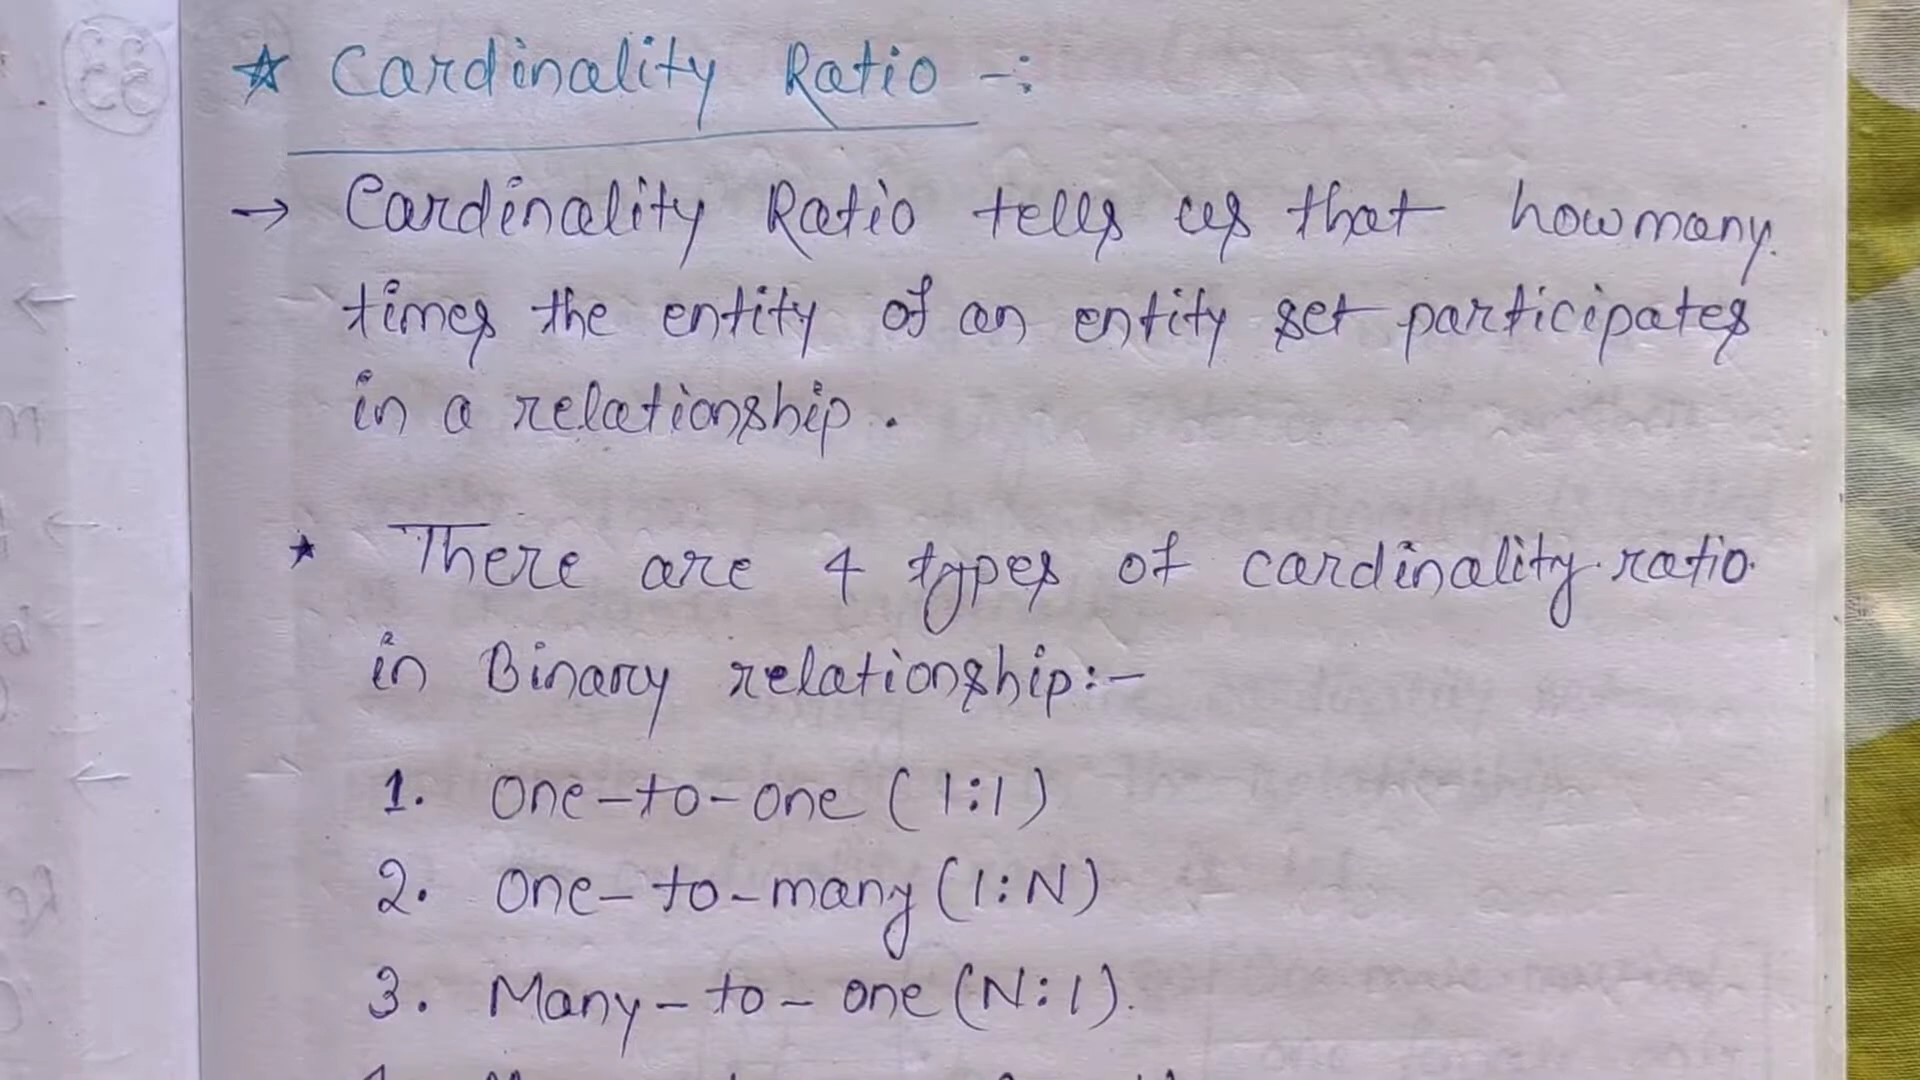 ☆ Cardinality Ratio -:
→ Cardinality Ratio tells us that howmany
times the entity of an entity set participates
in a relationship.
★ There are 4 types of cardinality ratio
in Binary relationship:-
1. One-to-one (1:1)
2. One-to-many (1:N)
3. Many-to-one (N:1).